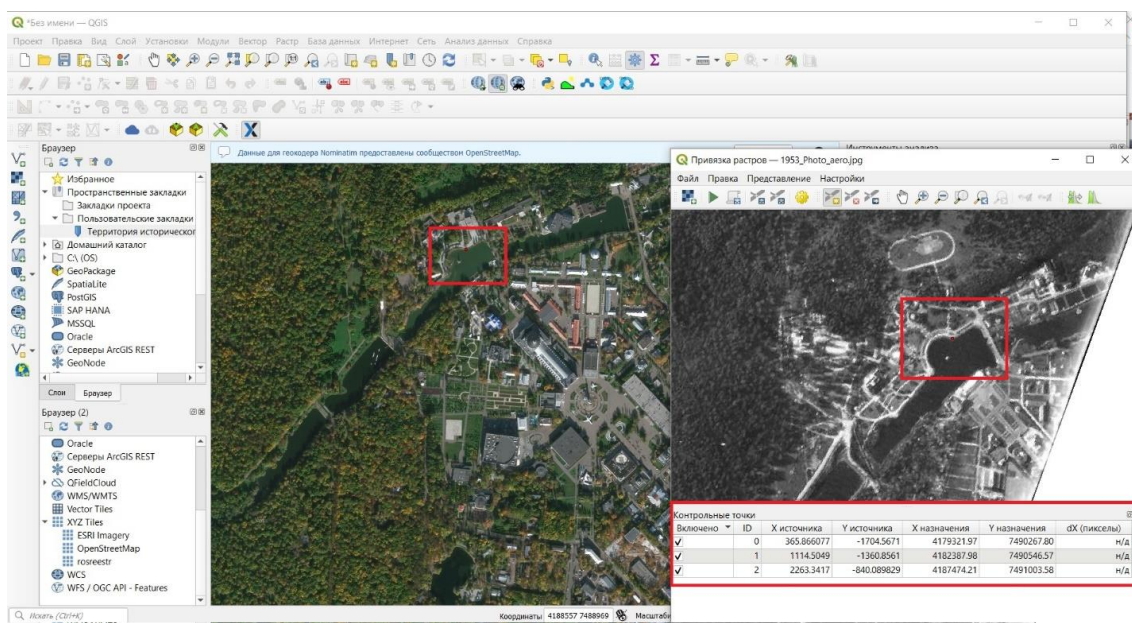 *Без имени — QGIS
Проект Правка Вид Слой Установки Модули Вектор Растр База данных Интернет Сеть Анализ данных Справка
Браузер
Избранное
Пространственные закладки
Закладки проекта
Пользовательские закладки
Территория историческог
Домашний каталог
C:\ (OS)
GeoPackage
SpatiaLite
PostGIS
SAP HANA
MSSQL
Oracle
Серверы ArcGIS REST
GeoNode
Слои Браузер
Браузер (2)
Oracle
Серверы ArcGIS REST
GeoNode
QFieldCloud
WMS/WMTS
Vector Tiles
XYZ Tiles
ESRI Imagery
OpenStreetMap
rosreestr
WCS
WFS / OGC API - Features
Искать (Ctrl+K)
Данные для геокодера Nominatim предоставлены сообществом OpenStreetMap.
Координаты 4188557 7488969 Масштаб
Привязка растров — 1953_Photo_aero.jpg
Файл Правка Представление Настройки
Контрольные точки
Включено ID X источника Y источника X назначения Y назначения dX (пикселы)
0 365.866077 -1704.5671 4179321.97 7490267.80 н/д
1 1114.5049 -1360.8561 4182387.98 7490546.57 н/д
2 2263.3417 -840.089829 4187474.21 7491003.58 н/д